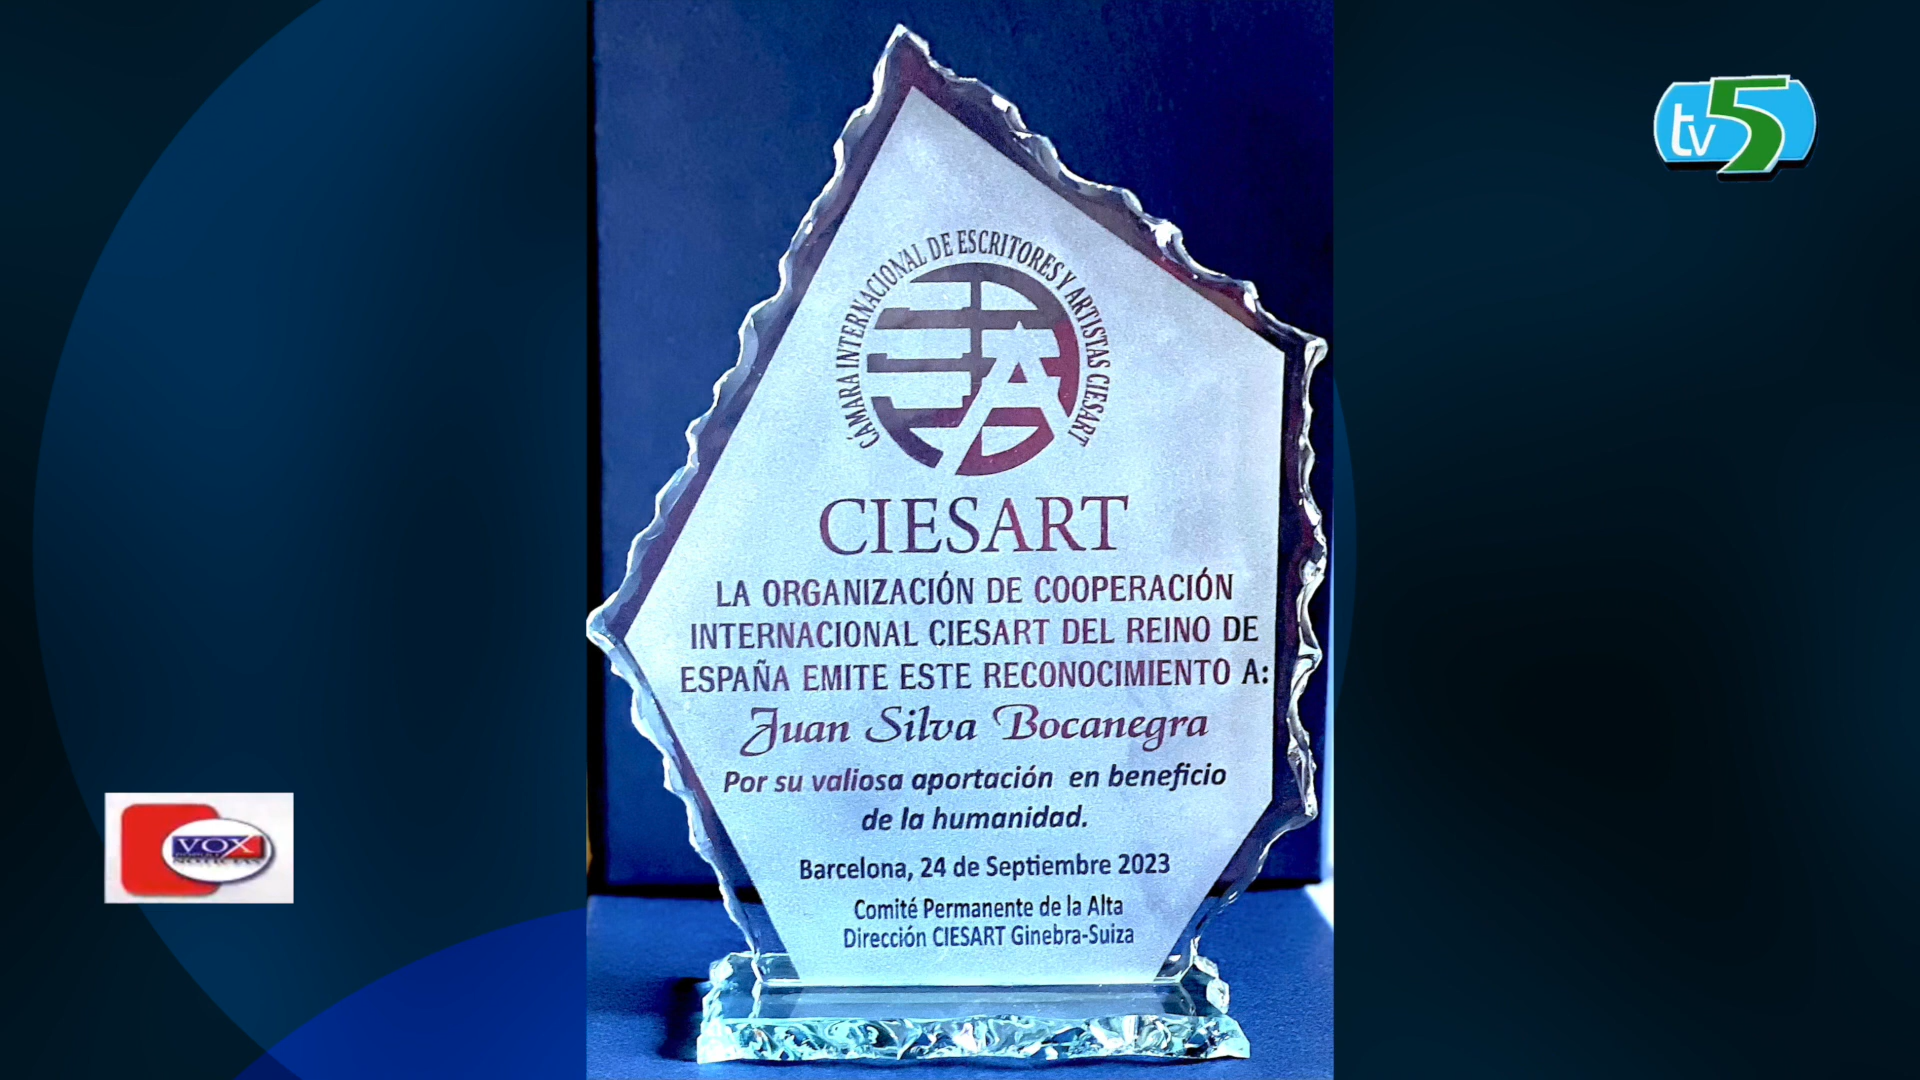 tv5
CÁMARA INTERNACIONAL DE ESCRITORES Y ARTISTAS CIESART
CIESART
LA ORGANIZACIÓN DE COOPERACIÓN
INTERNACIONAL CIESART DEL REINO DE
ESPAÑA EMITE ESTE RECONOCIMIENTO A:
Juan Silva Bocanegra
Por su valiosa aportación en beneficio
de la humanidad.
Barcelona, 24 de Septiembre 2023
Comité Permanente de la Alta
Dirección CIESART Ginebra-Suiza
VOX
NOTICIAS